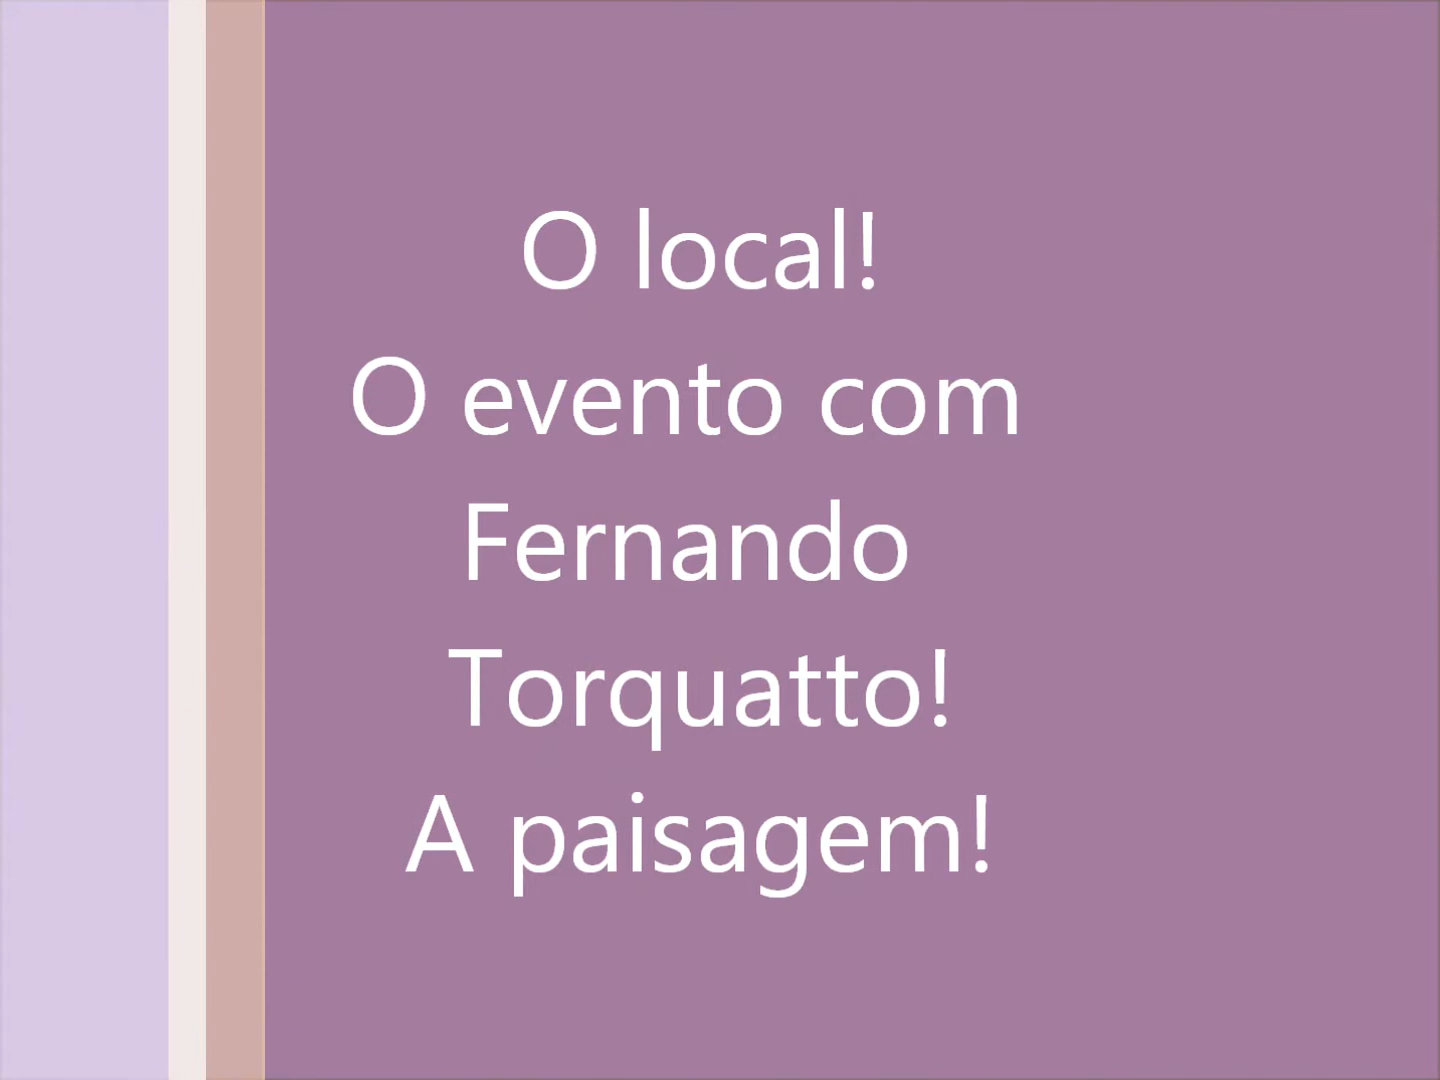 O local!
O evento com
Fernando
Torquatto!
A paisagem!